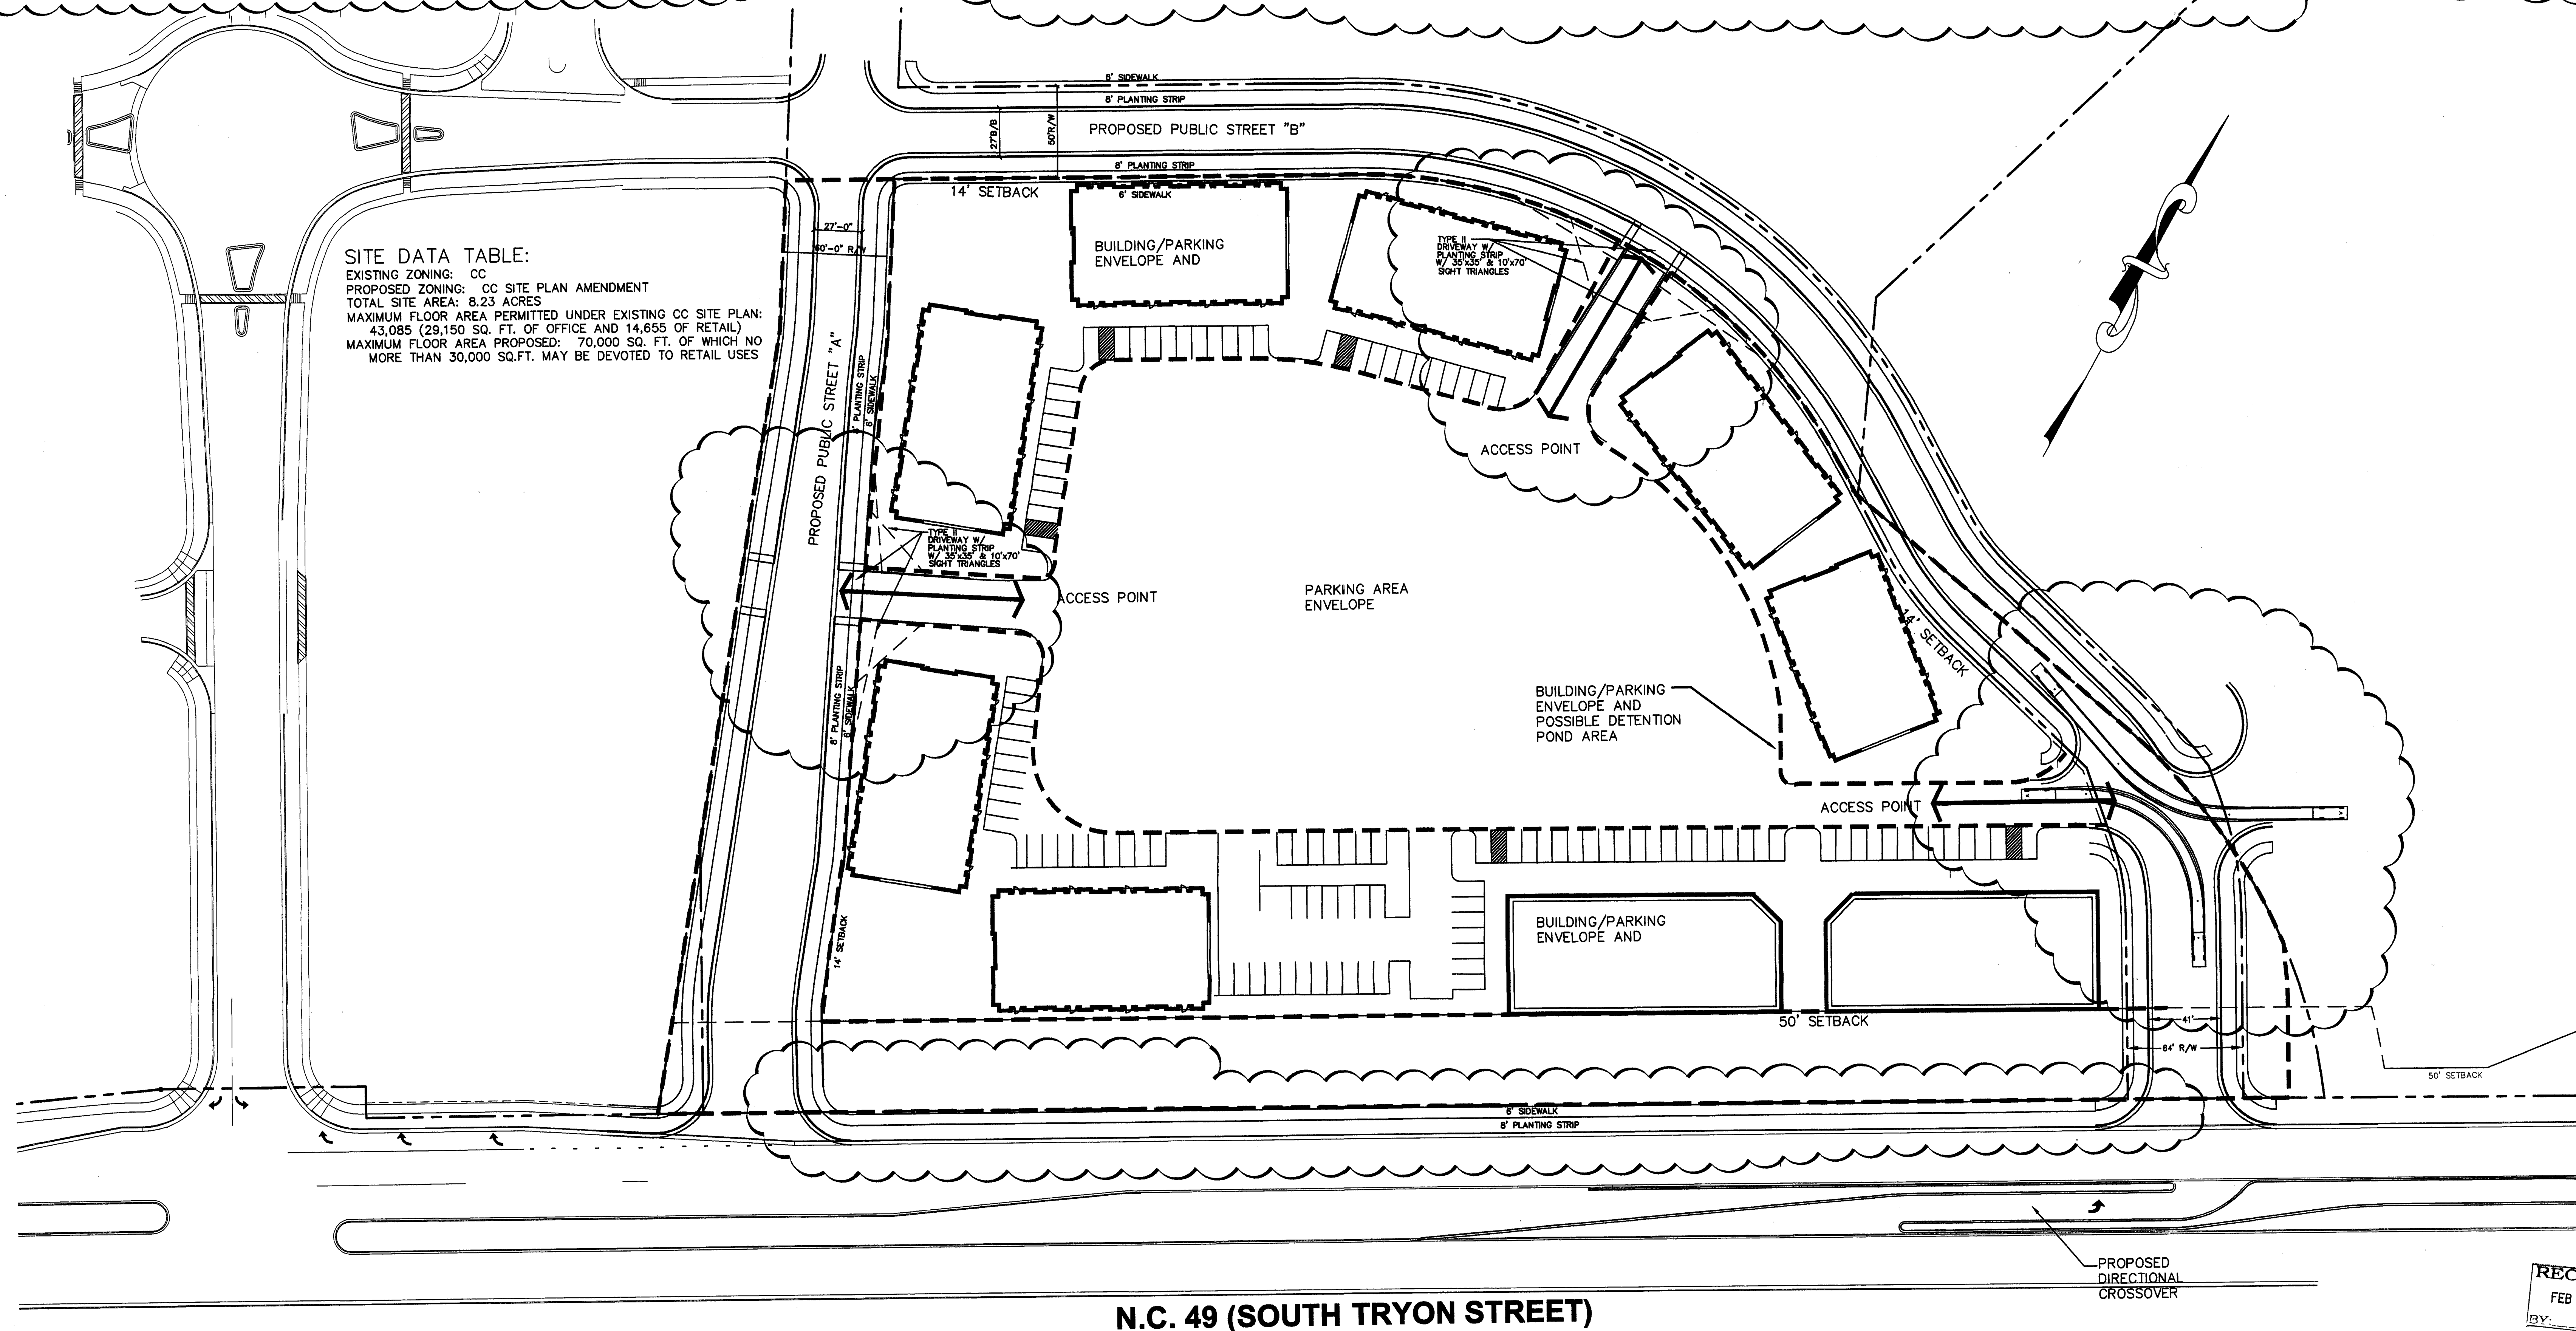 6' SIDEWALK
8' PLANTING STRIP
27'B/B
50'R/W
PROPOSED PUBLIC STREET "B"
8' PLANTING STRIP
14' SETBACK
6' SIDEWALK
27'-0"
60'-0" R/W
SITE DATA TABLE:
EXISTING ZONING: CC
PROPOSED ZONING: CC SITE PLAN AMENDMENT
TOTAL SITE AREA: 8.23 ACRES
MAXIMUM FLOOR AREA PERMITTED UNDER EXISTING CC SITE PLAN:
43,085 (29,150 SQ. FT. OF OFFICE AND 14,655 OF RETAIL)
MAXIMUM FLOOR AREA PROPOSED: 70,000 SQ. FT. OF WHICH NO
MORE THAN 30,000 SQ.FT. MAY BE DEVOTED TO RETAIL USES
BUILDING/PARKING
ENVELOPE AND
TYPE II
DRIVEWAY W/
PLANTING STRIP
W/ 35'x35' & 10'x70'
SIGHT TRIANGLES
PROPOSED PUBLIC STREET "A"
8' PLANTING STRIP
6' SIDEWALK
ACCESS POINT
TYPE II
DRIVEWAY W/
PLANTING STRIP
W/ 35'x35' & 10'x70'
SIGHT TRIANGLES
ACCESS POINT
PARKING AREA
ENVELOPE
14' SETBACK
8' PLANTING STRIP
6' SIDEWALK
BUILDING/PARKING
ENVELOPE AND
POSSIBLE DETENTION
POND AREA
ACCESS POINT
14' SETBACK
BUILDING/PARKING
ENVELOPE AND
50' SETBACK
41'
64' R/W
50' SETBACK
6' SIDEWALK
8' PLANTING STRIP
PROPOSED
DIRECTIONAL
CROSSOVER
N.C. 49 (SOUTH TRYON STREET)
REC
FEB
BY: